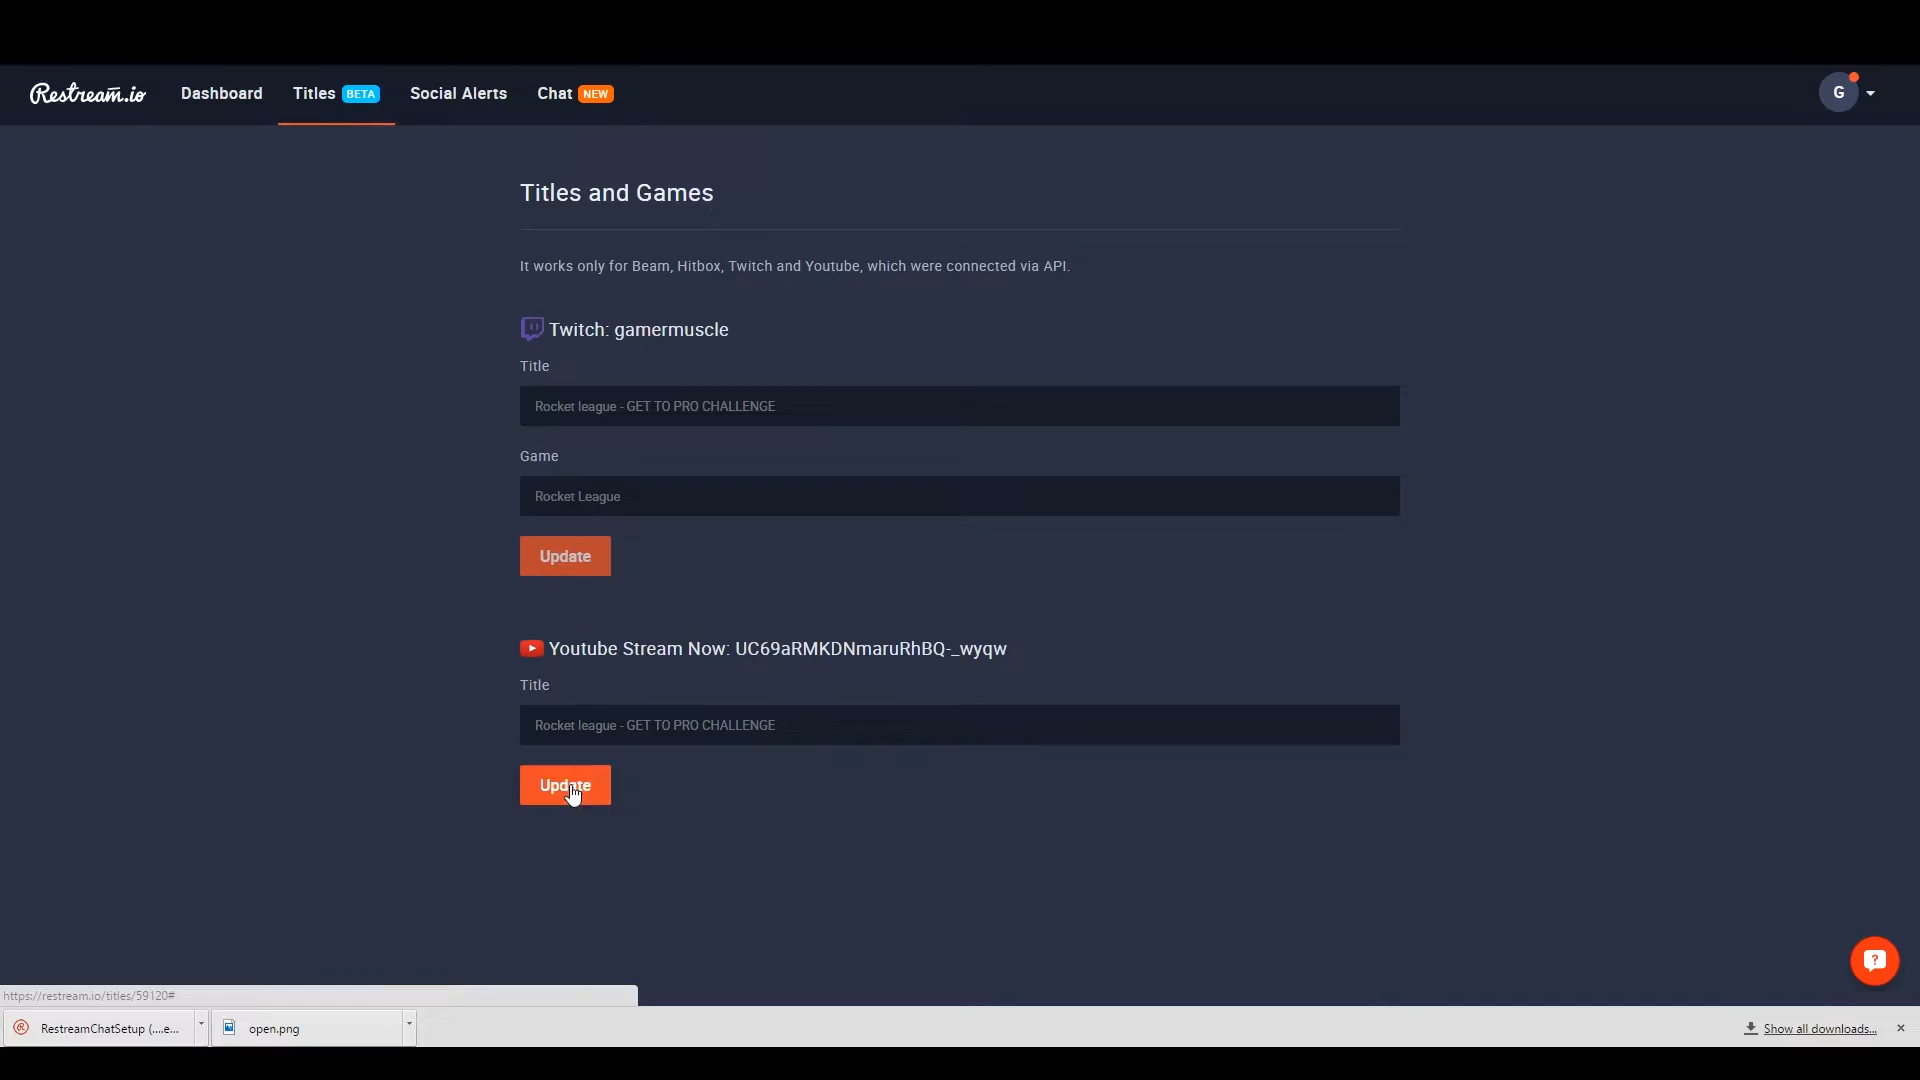 Restream.io Dashboard Titles BETA Social Alerts Chat NEW G
Titles and Games
It works only for Beam, Hitbox, Twitch and Youtube, which were connected via API.
Twitch: gamermuscle
Title
Rocket league - GET TO PRO CHALLENGE
Game
Rocket League
Update
Youtube Stream Now: UC69aRMKDNmaruRhBQ-_wyqw
Title
Rocket league - GET TO PRO CHALLENGE
Update
?
https://restream.io/titles/59120#
RestreamChatSetup (....e... open.png Show all downloads...